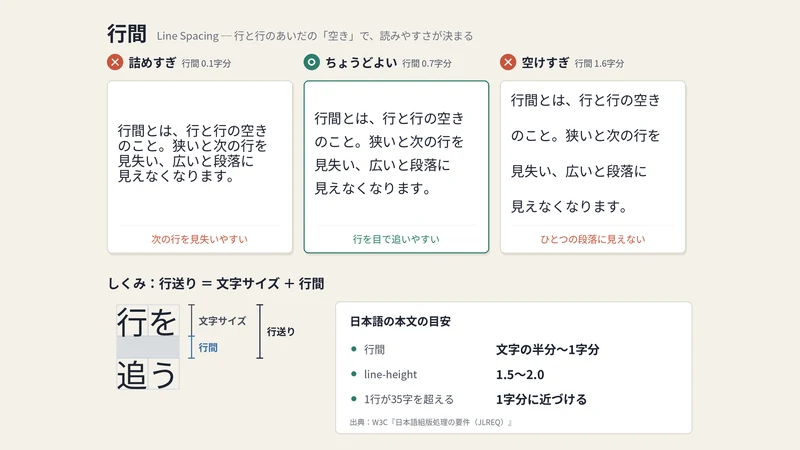 行間 Line Spacing — 行と行のあいだの「空き」で、読みやすさが決まる
詰めすぎ 行間 0.1字分
行間とは、行と行の空き
のこと。狭いと次の行を
見失い、広いと段落に
見えなくなります。
次の行を見失いやすい
ちょうどよい 行間 0.7字分
行間とは、行と行の空き
のこと。狭いと次の行を
見失い、広いと段落に
見えなくなります。
行を目で追いやすい
空けすぎ 行間 1.6字分
行間とは、行と行の空き
のこと。狭いと次の行を
見失い、広いと段落に
見えなくなります。
ひとつの段落に見えない
しくみ：行送り ＝ 文字サイズ ＋ 行間
行を
追う
文字サイズ
行間
行送り
日本語の本文の目安
行間 文字の半分〜1字分
line-height 1.5〜2.0
1行が35字を超える 1字分に近づける
出典：W3C『日本語組版処理の要件（JLREQ）』